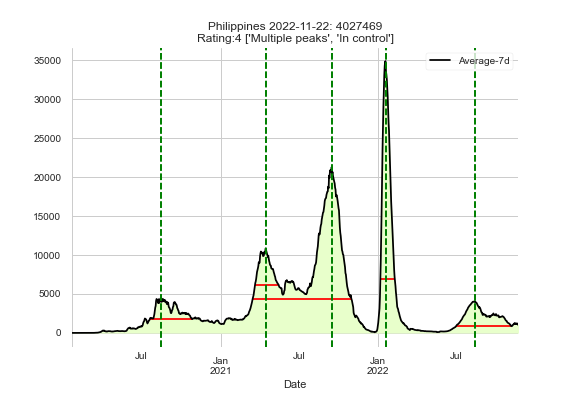 Philippines 2022-11-22: 4027469
Rating:4 ['Multiple peaks', 'In control']
Average-7d
35000
30000
25000
20000
15000
10000
5000
0
Jul
Jan
2021
Jul
Jan
2022
Jul
Date